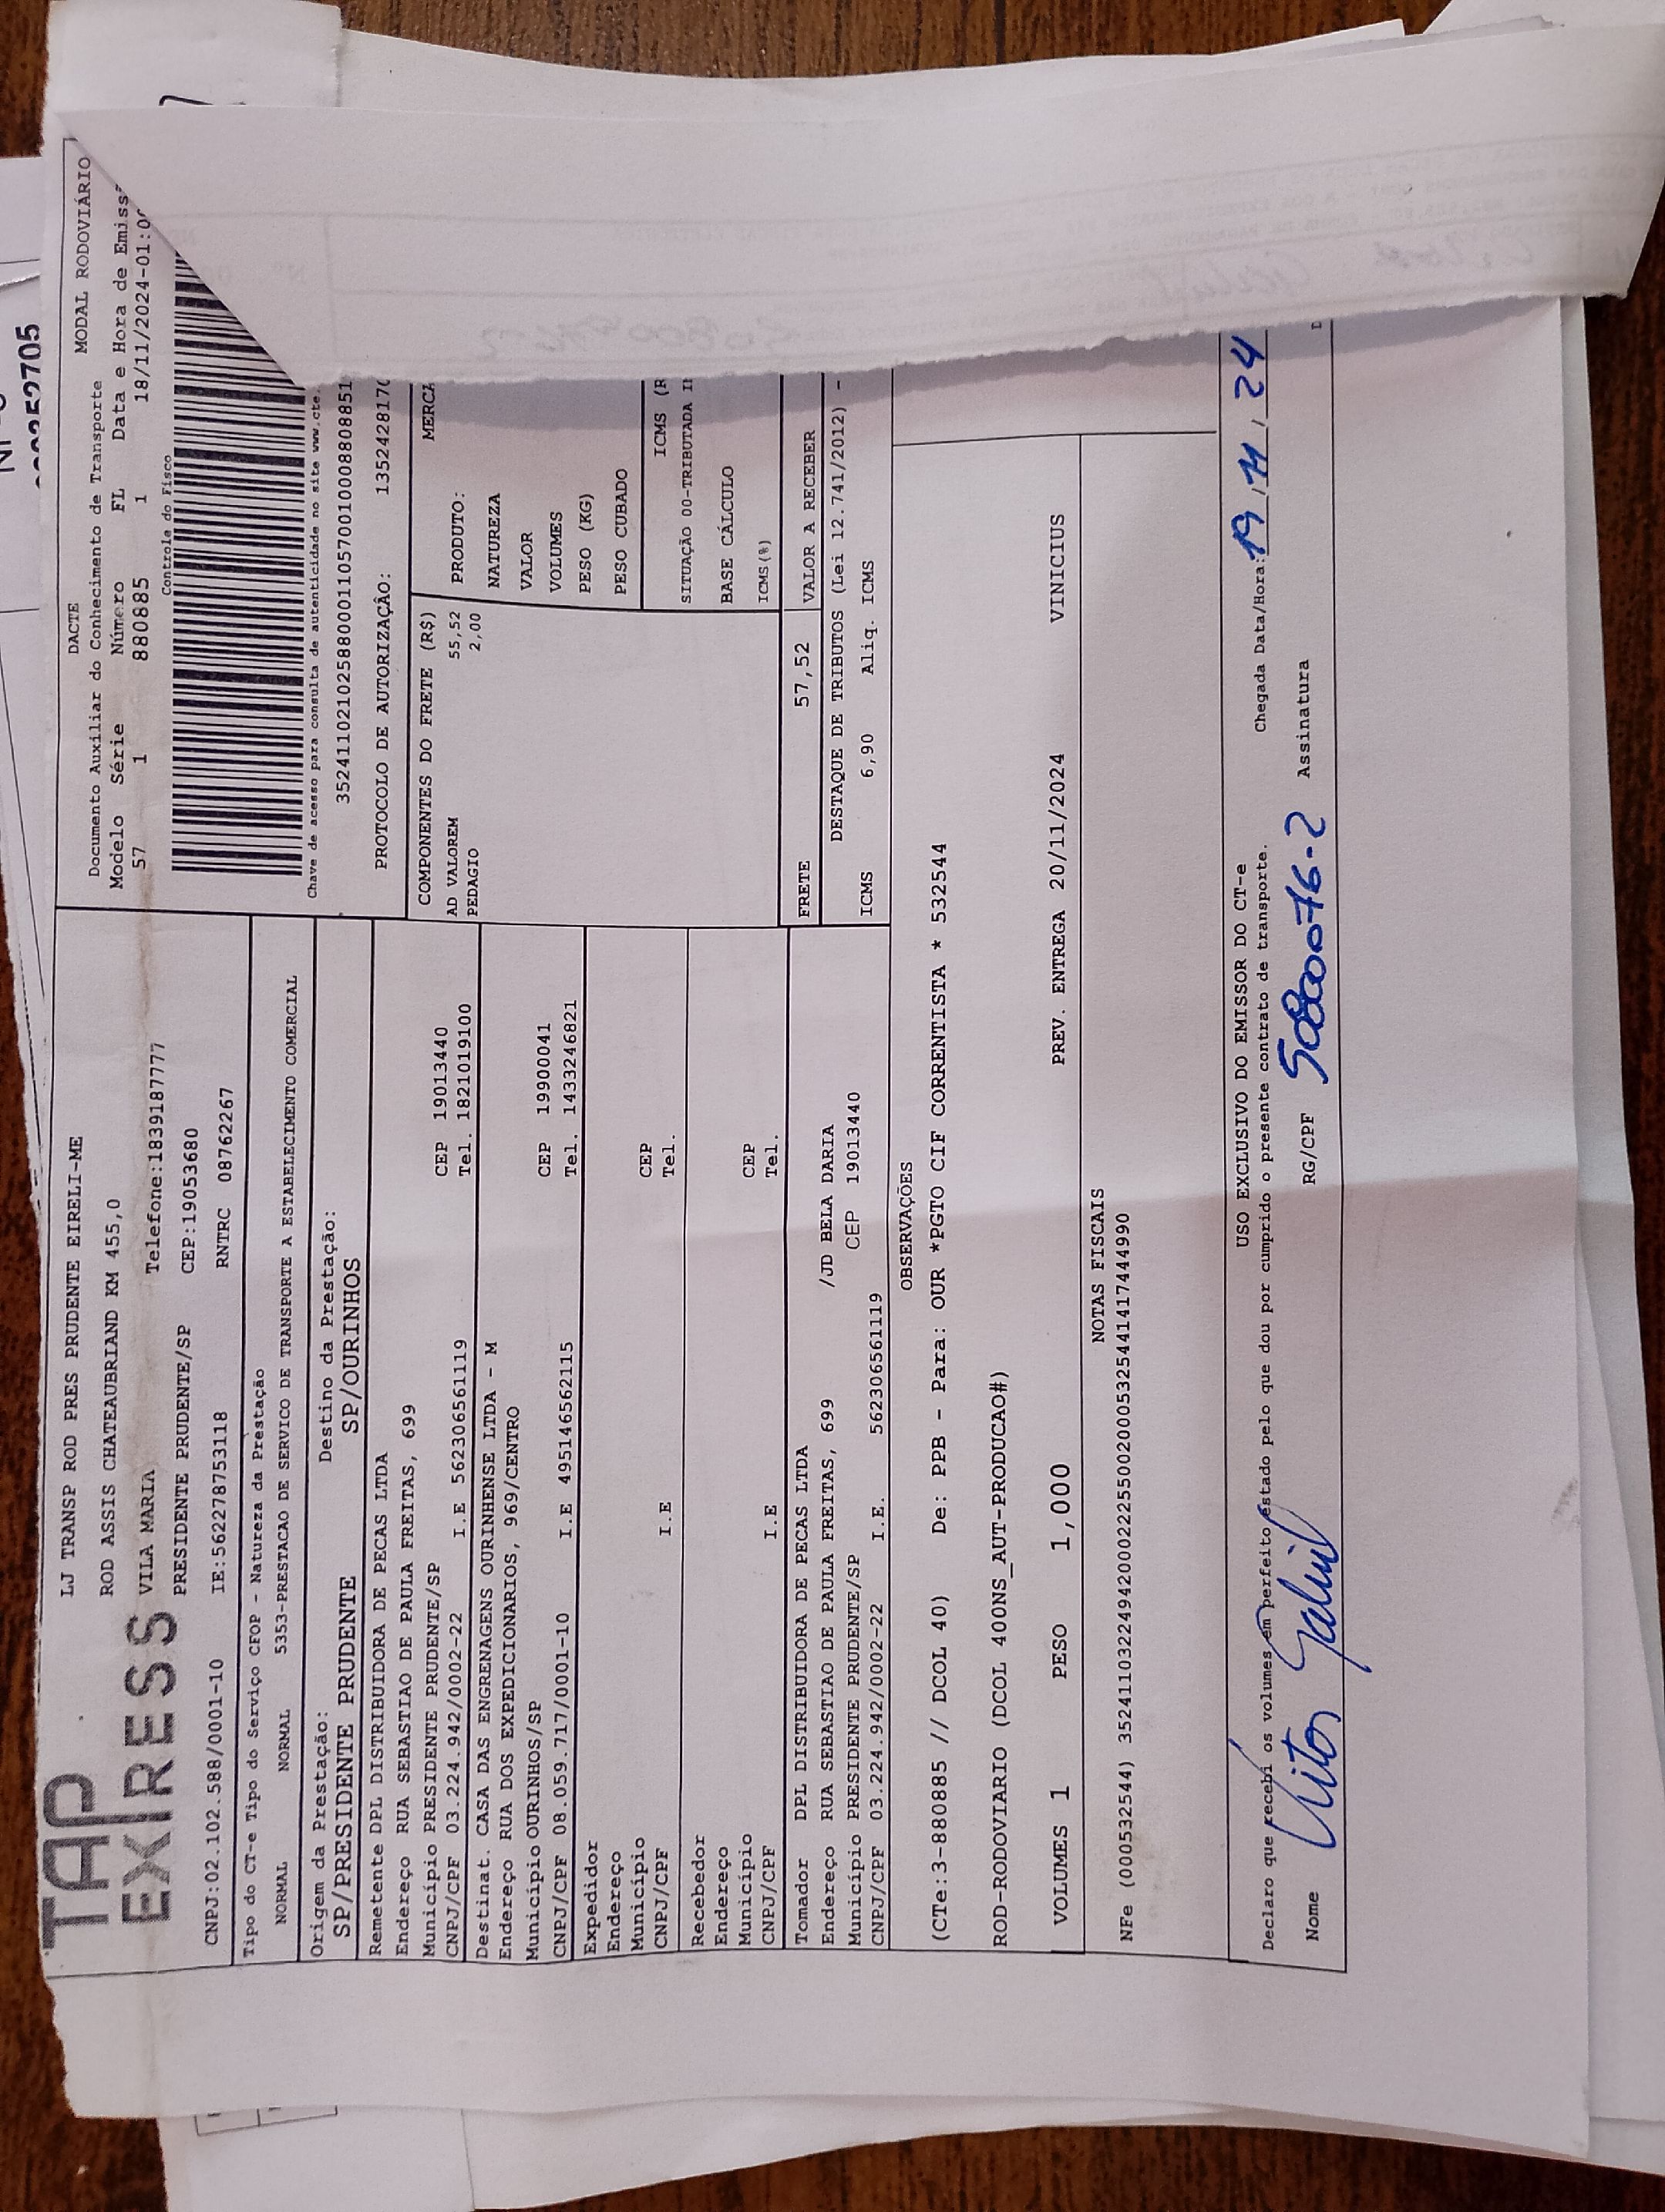 TAP
EXPRESS
LJ TRANSP ROD PRES PRUDENTE EIRELI-ME
ROD ASSIS CHATEAUBRIAND KM 455,0
VILA MARIA Telefone:1839187777
PRESIDENTE PRUDENTE/SP CEP:19053680
CNPJ:02.102.588/0001-10 IE:562278753118 RNTRC 08762267
DACTE
Documento Auxiliar do Conhecimento de Transporte MODAL RODOVIÁRIO
Modelo Série Número FL Data e Hora de Emiss
57 1 880885 1 18/11/2024-01:0
Controle do Fisco
Chave de acesso para consulta de autenticidade no site www.cte.
PROTOCOLO DE AUTORIZAÇÃO: 1352428170
Tipo do CT-e Tipo do Serviço CFOP - Natureza da Prestação
NORMAL NORMAL 5353-PRESTACAO DE SERVICO DE TRANSPORTE A ESTABELECIMENTO COMERCIAL
Origem da Prestação: Destino da Prestação:
SP/PRESIDENTE PRUDENTE SP/OURINHOS
Remetente DPL DISTRIBUIDORA DE PECAS LTDA
Endereço RUA SEBASTIAO DE PAULA FREITAS, 699
Município PRESIDENTE PRUDENTE/SP CEP 19013440
CNPJ/CPF 03.224.942/0002-22 I.E 562306561119 Tel. 1821019100
Destinat. CASA DAS ENGRENAGENS OURINHENSE LTDA - M
Endereço RUA DOS EXPEDICIONARIOS, 969/CENTRO
Município OURINHOS/SP CEP 19900041
CNPJ/CPF 08.059.717/0001-10 I.E 495146562115 Tel. 1433246821
Expedidor
Endereço
Município CEP
CNPJ/CPF I.E Tel.
Recebedor
Endereço
Município CEP
CNPJ/CPF I.E Tel.
Tomador DPL DISTRIBUIDORA DE PECAS LTDA
Endereço RUA SEBASTIAO DE PAULA FREITAS, 699 /JD BELA DARIA
Município PRESIDENTE PRUDENTE/SP CEP 19013440
CNPJ/CPF 03.224.942/0002-22 I.E. 562306561119
COMPONENTES DO FRETE (R$)
AD VALOREM 55,52
PEDAGIO 2,00
MERCA
PRODUTO:
NATUREZA
VALOR
VOLUMES
PESO (KG)
PESO CUBADO
ICMS (R
SITUAÇÃO 00-TRIBUTADA I
BASE CÁLCULO
ICMS(%)
FRETE 57,52 VALOR A RECEBER
DESTAQUE DE TRIBUTOS (Lei 12.741/2012) -
ICMS 6,90 Aliq. ICMS
OBSERVAÇÕES
(CTe:3-880885 // DCOL 40) De: PPB - Para: OUR *PGTO CIF CORRENTISTA * 532544
ROD-RODOVIARIO (DCOL 400NS_AUT-PRODUCAO#)
VOLUMES 1 PESO 1,000 PREV. ENTREGA 20/11/2024 VINICIUS
NOTAS FISCAIS
NFe (000532544) 35241103224942000222550020005325441417444990
USO EXCLUSIVO DO EMISSOR DO CT-e
Declaro que recebi os volumes em perfeito estado pelo que dou por cumprido o presente contrato de transporte. Chegada Data/Hora: 19/11/24
Nome Vitor Gabriel RG/CPF 5080076-2 Assinatura